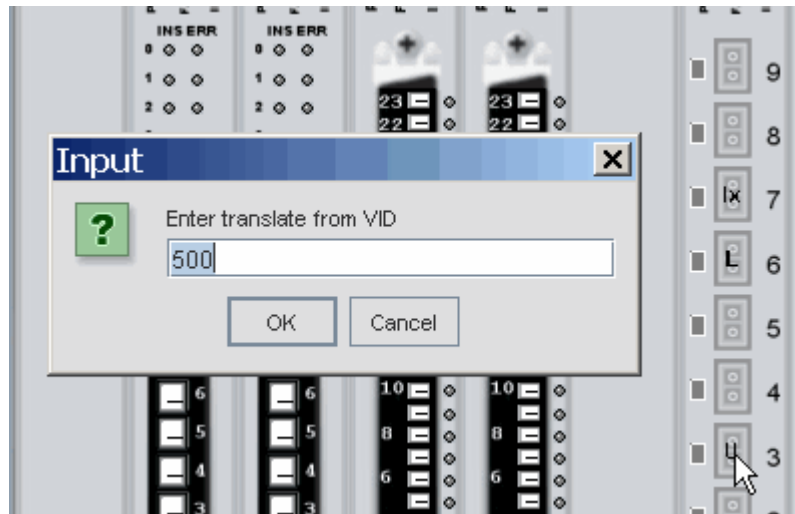 INS ERR INS ERR
0 0
1 1 9
2 2
23 23
22 22 8
Input
Enter translate from VID 7
500
L 6
OK Cancel
5
6 6 10 10 4
5 5 8 8
U 3
4 4 6 6
3 3